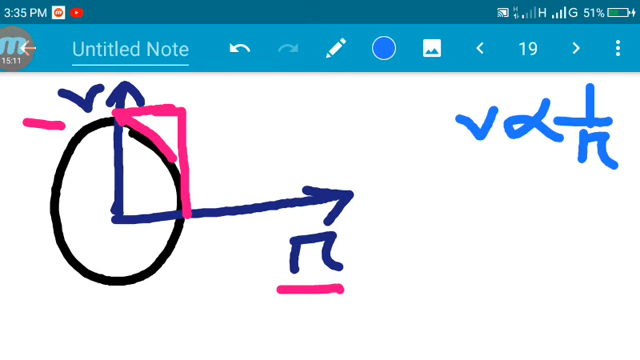 3:35 PM H G 51%
15:11 Untitled Note 19
V
V ∝ 1/r
r